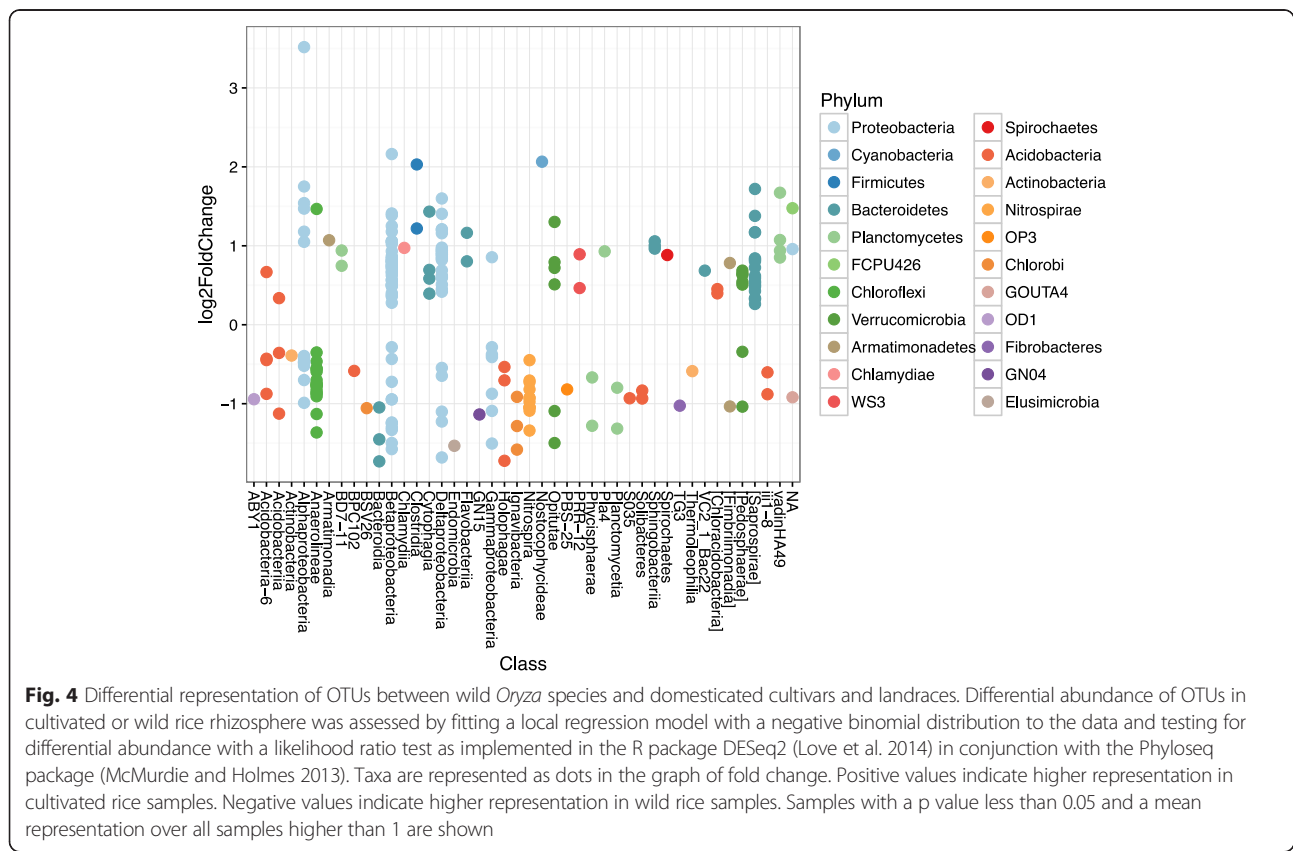 3
2
1
0
−1
log2FoldChange
ABY1
Acidobacteria−6
Acidobacteriia
Actinobacteria
Alphaproteobacteria
Anaerolineae
Armatimonadia
BD7−11
BPC102
BSV26
Bacteroidia
Betaproteobacteria
Chlamydiia
Clostridia
Cytophagia
Deltaproteobacteria
Endomicrobia
Flavobacteriia
GN15
Gammaproteobacteria
Holophagae
Ignavibacteria
Nitrospira
Nostocophycideae
Opitutae
PBS−25
PRR−12
Phycisphaerae
Pla4
Planctomycetia
S035
Solibacteres
Sphingobacteriia
Spirochaetes
TG3
Thermoleophilia
VC2_1_Bac22
[Chloracidobacteria]
[Fimbriimonadia]
[Pedosphaerae]
[Saprospirae]
iii1−8
vadinHA49
NA
Class
Phylum
Proteobacteria
Cyanobacteria
Firmicutes
Bacteroidetes
Planctomycetes
FCPU426
Chloroflexi
Verrucomicrobia
Armatimonadetes
Chlamydiae
WS3
Spirochaetes
Acidobacteria
Actinobacteria
Nitrospirae
OP3
Chlorobi
GOUTA4
OD1
Fibrobacteres
GN04
Elusimicrobia
Fig. 4 Differential representation of OTUs between wild Oryza species and domesticated cultivars and landraces. Differential abundance of OTUs in
cultivated or wild rice rhizosphere was assessed by fitting a local regression model with a negative binomial distribution to the data and testing for
differential abundance with a likelihood ratio test as implemented in the R package DESeq2 (Love et al. 2014) in conjunction with the Phyloseq
package (McMurdie and Holmes 2013). Taxa are represented as dots in the graph of fold change. Positive values indicate higher representation in
cultivated rice samples. Negative values indicate higher representation in wild rice samples. Samples with a p value less than 0.05 and a mean
representation over all samples higher than 1 are shown